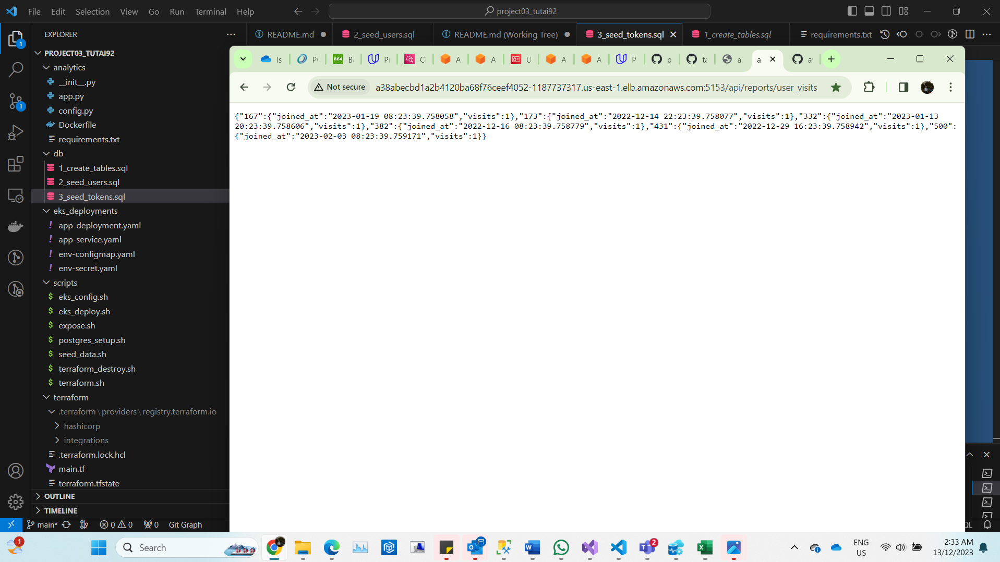 File Edit Selection View Go Run Terminal Help
project03_tutai92
EXPLORER
README.md
2_seed_users.sql
README.md (Working Tree)
3_seed_tokens.sql
1_create_tables.sql
requirements.txt
PROJECT03_TUTAI92
analytics
__init__.py
app.py
config.py
Dockerfile
requirements.txt
db
1_create_tables.sql
2_seed_users.sql
3_seed_tokens.sql
eks_deployments
app-deployment.yaml
app-service.yaml
env-configmap.yaml
env-secret.yaml
scripts
eks_config.sh
eks_deploy.sh
expose.sh
postgres_setup.sh
seed_data.sh
terraform_destroy.sh
terraform.sh
terraform
.terraform\providers\registry.terraform.io
hashicorp
integrations
.terraform.lock.hcl
main.tf
terraform.tfstate
OUTLINE
TIMELINE
main* 0 0 0 Git Graph
Is B64 A A U A A P p a
Not secure a38abecbd1a2b4120ba68f76ceef4052-1187737317.us-east-1.elb.amazonaws.com:5153/api/reports/user_visits
{"167":{"joined_at":"2023-01-19 08:23:39.758058","visits":1},"173":{"joined_at":"2022-12-14 22:23:39.758077","visits":1},"332":{"joined_at":"2023-01-13
20:23:39.758606","visits":1},"382":{"joined_at":"2022-12-16 08:23:39.758779","visits":1},"431":{"joined_at":"2022-12-29 16:23:39.758942","visits":1},"500":
{"joined_at":"2023-02-03 08:23:39.759171","visits":1}}
Search
ENG
US
2:33 AM
13/12/2023